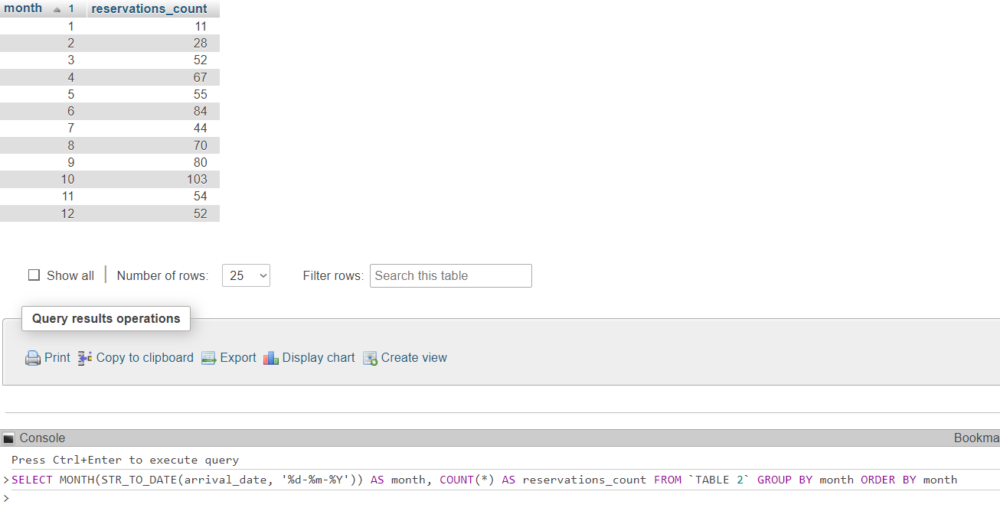 month 1 reservations_count
1 11
2 28
3 52
4 67
5 55
6 84
7 44
8 70
9 80
10 103
11 54
12 52
Show all Number of rows: 25 Filter rows: Search this table
Query results operations
Print Copy to clipboard Export Display chart Create view
Console Bookma
Press Ctrl+Enter to execute query
>SELECT MONTH(STR_TO_DATE(arrival_date, '%d-%m-%Y')) AS month, COUNT(*) AS reservations_count FROM `TABLE 2` GROUP BY month ORDER BY month
>